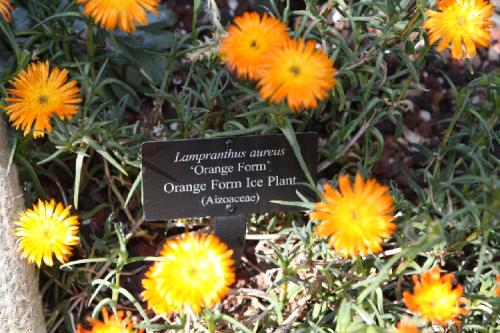 Lampranthus aureus
'Orange Form'
Orange Form Ice Plant
(Aizoaceae)